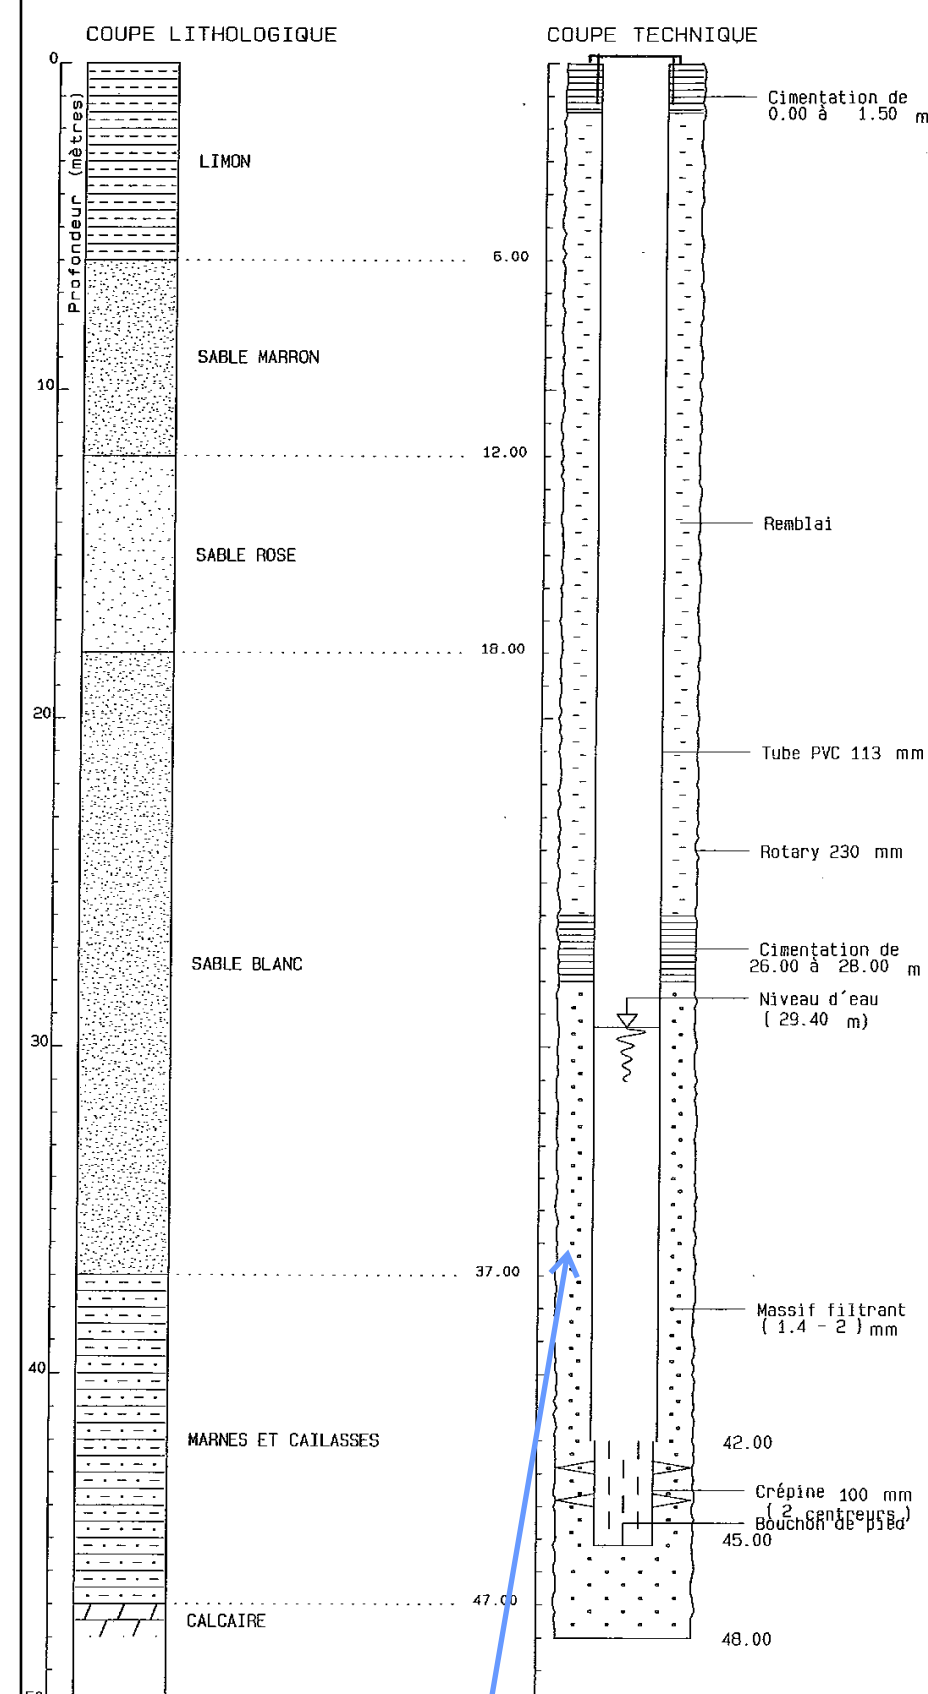 COUPE LITHOLOGIQUE
COUPE TECHNIQUE
0
Profondeur (mètres)
Cimentation de
0.00 à 1.50 m
LIMON
6.00
SABLE MARRON
10
12.00
Remblai
SABLE ROSE
18.00
20
Tube PVC 113 mm
Rotary 230 mm
Cimentation de
26.00 à 28.00 m
SABLE BLANC
Niveau d'eau
( 29.40 m)
30
37.00
Massif filtrant
( 1.4 - 2 ) mm
40
MARNES ET CAILASSES
42.00
Crépine 100 mm
( 2 centreurs )
Bouchon de pied
45.00
47.00
CALCAIRE
48.00